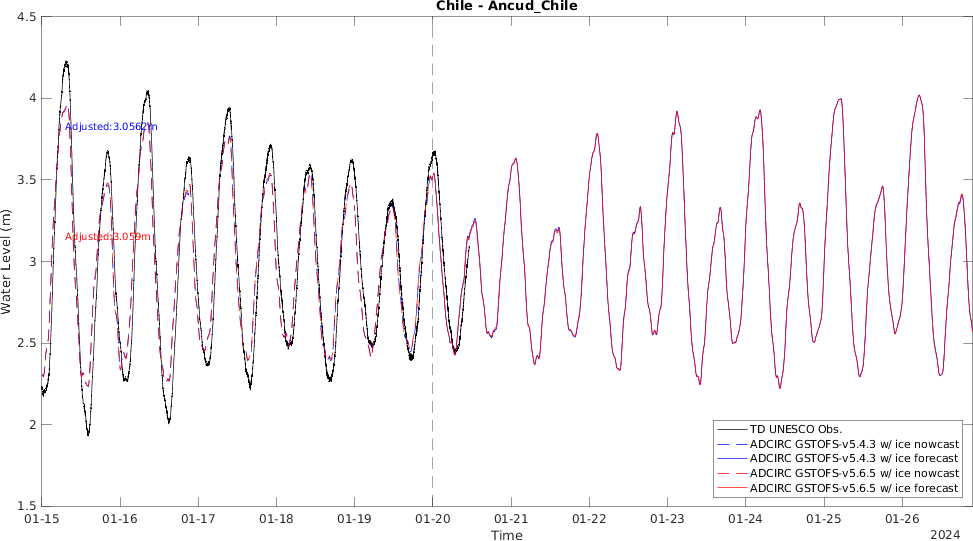 Chile - Ancud_Chile
4.5
4
3.5
3
2.5
2
1.5
Water Level (m)
Adjusted:3.0562m
Adjusted:3.059m
TD UNESCO Obs.
ADCIRC GSTOFS-v5.4.3 w/ ice nowcast
ADCIRC GSTOFS-v5.4.3 w/ ice forecast
ADCIRC GSTOFS-v5.6.5 w/ ice nowcast
ADCIRC GSTOFS-v5.6.5 w/ ice forecast
01-15 01-16 01-17 01-18 01-19 01-20 01-21 01-22 01-23 01-24 01-25 01-26
Time
2024